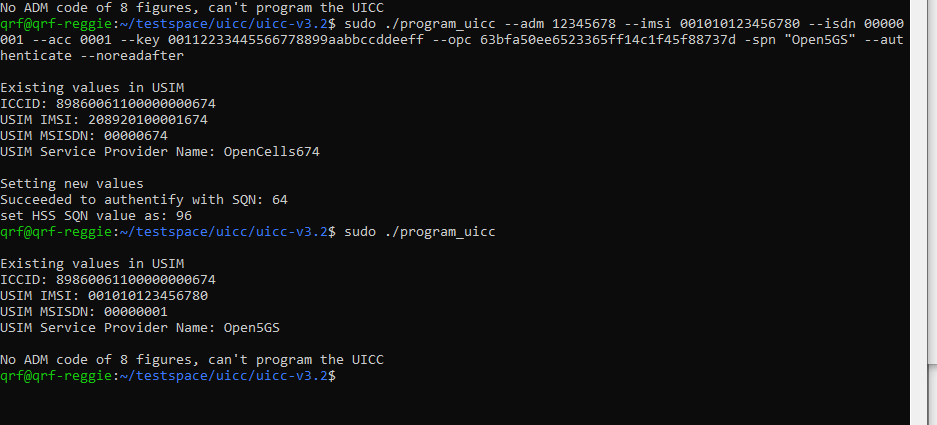 No ADM code of 8 figures, can't program the UICC
qrf@qrf-reggie:~/testspace/uicc/uicc-v3.2$ sudo ./program_uicc --adm 12345678 --imsi 001010123456780 --isdn 00000
001 --acc 0001 --key 00112233445566778899aabbccddeeff --opc 63bfa50ee6523365ff14c1f45f88737d -spn "Open5GS" --aut
henticate --noreadafter
Existing values in USIM
ICCID: 89860061100000000674
USIM IMSI: 208920100001674
USIM MSISDN: 00000674
USIM Service Provider Name: OpenCells674
Setting new values
Succeeded to authentify with SQN: 64
set HSS SQN value as: 96
qrf@qrf-reggie:~/testspace/uicc/uicc-v3.2$ sudo ./program_uicc
Existing values in USIM
ICCID: 89860061100000000674
USIM IMSI: 001010123456780
USIM MSISDN: 00000001
USIM Service Provider Name: Open5GS
No ADM code of 8 figures, can't program the UICC
qrf@qrf-reggie:~/testspace/uicc/uicc-v3.2$